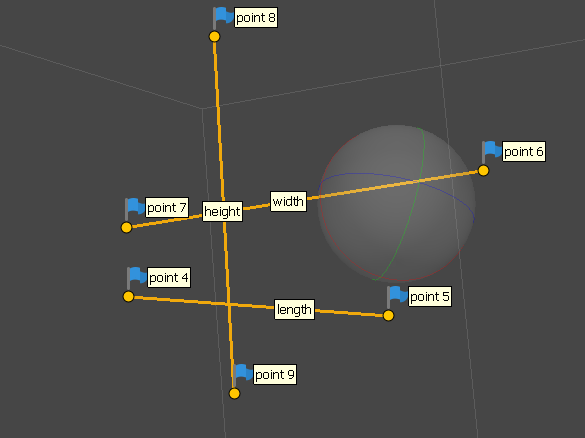 point 8
point 6
point 7
height
width
point 4
point 5
length
point 9